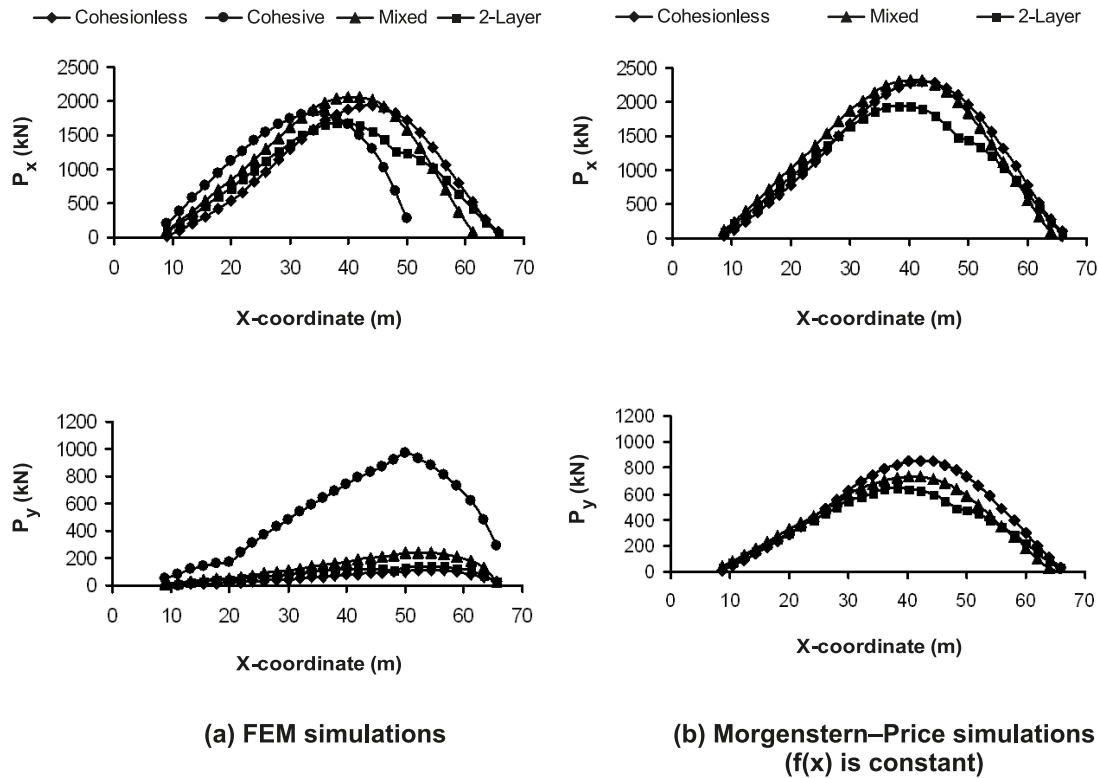 Cohesionless Cohesive Mixed 2-Layer
2500
2000
1500
1000
500
0
P_x (kN)
0 10 20 30 40 50 60 70
X-coordinate (m)
Cohesionless Mixed 2-Layer
2500
2000
1500
1000
500
0
P_x (kN)
0 10 20 30 40 50 60 70
X-coordinate (m)
1200
1000
800
600
400
200
0
P_y (kN)
0 10 20 30 40 50 60 70
X-coordinate (m)
1200
1000
800
600
400
200
0
P_y (kN)
0 10 20 30 40 50 60 70
X-coordinate (m)
(a) FEM simulations
(b) Morgenstern–Price simulations
(f(x) is constant)